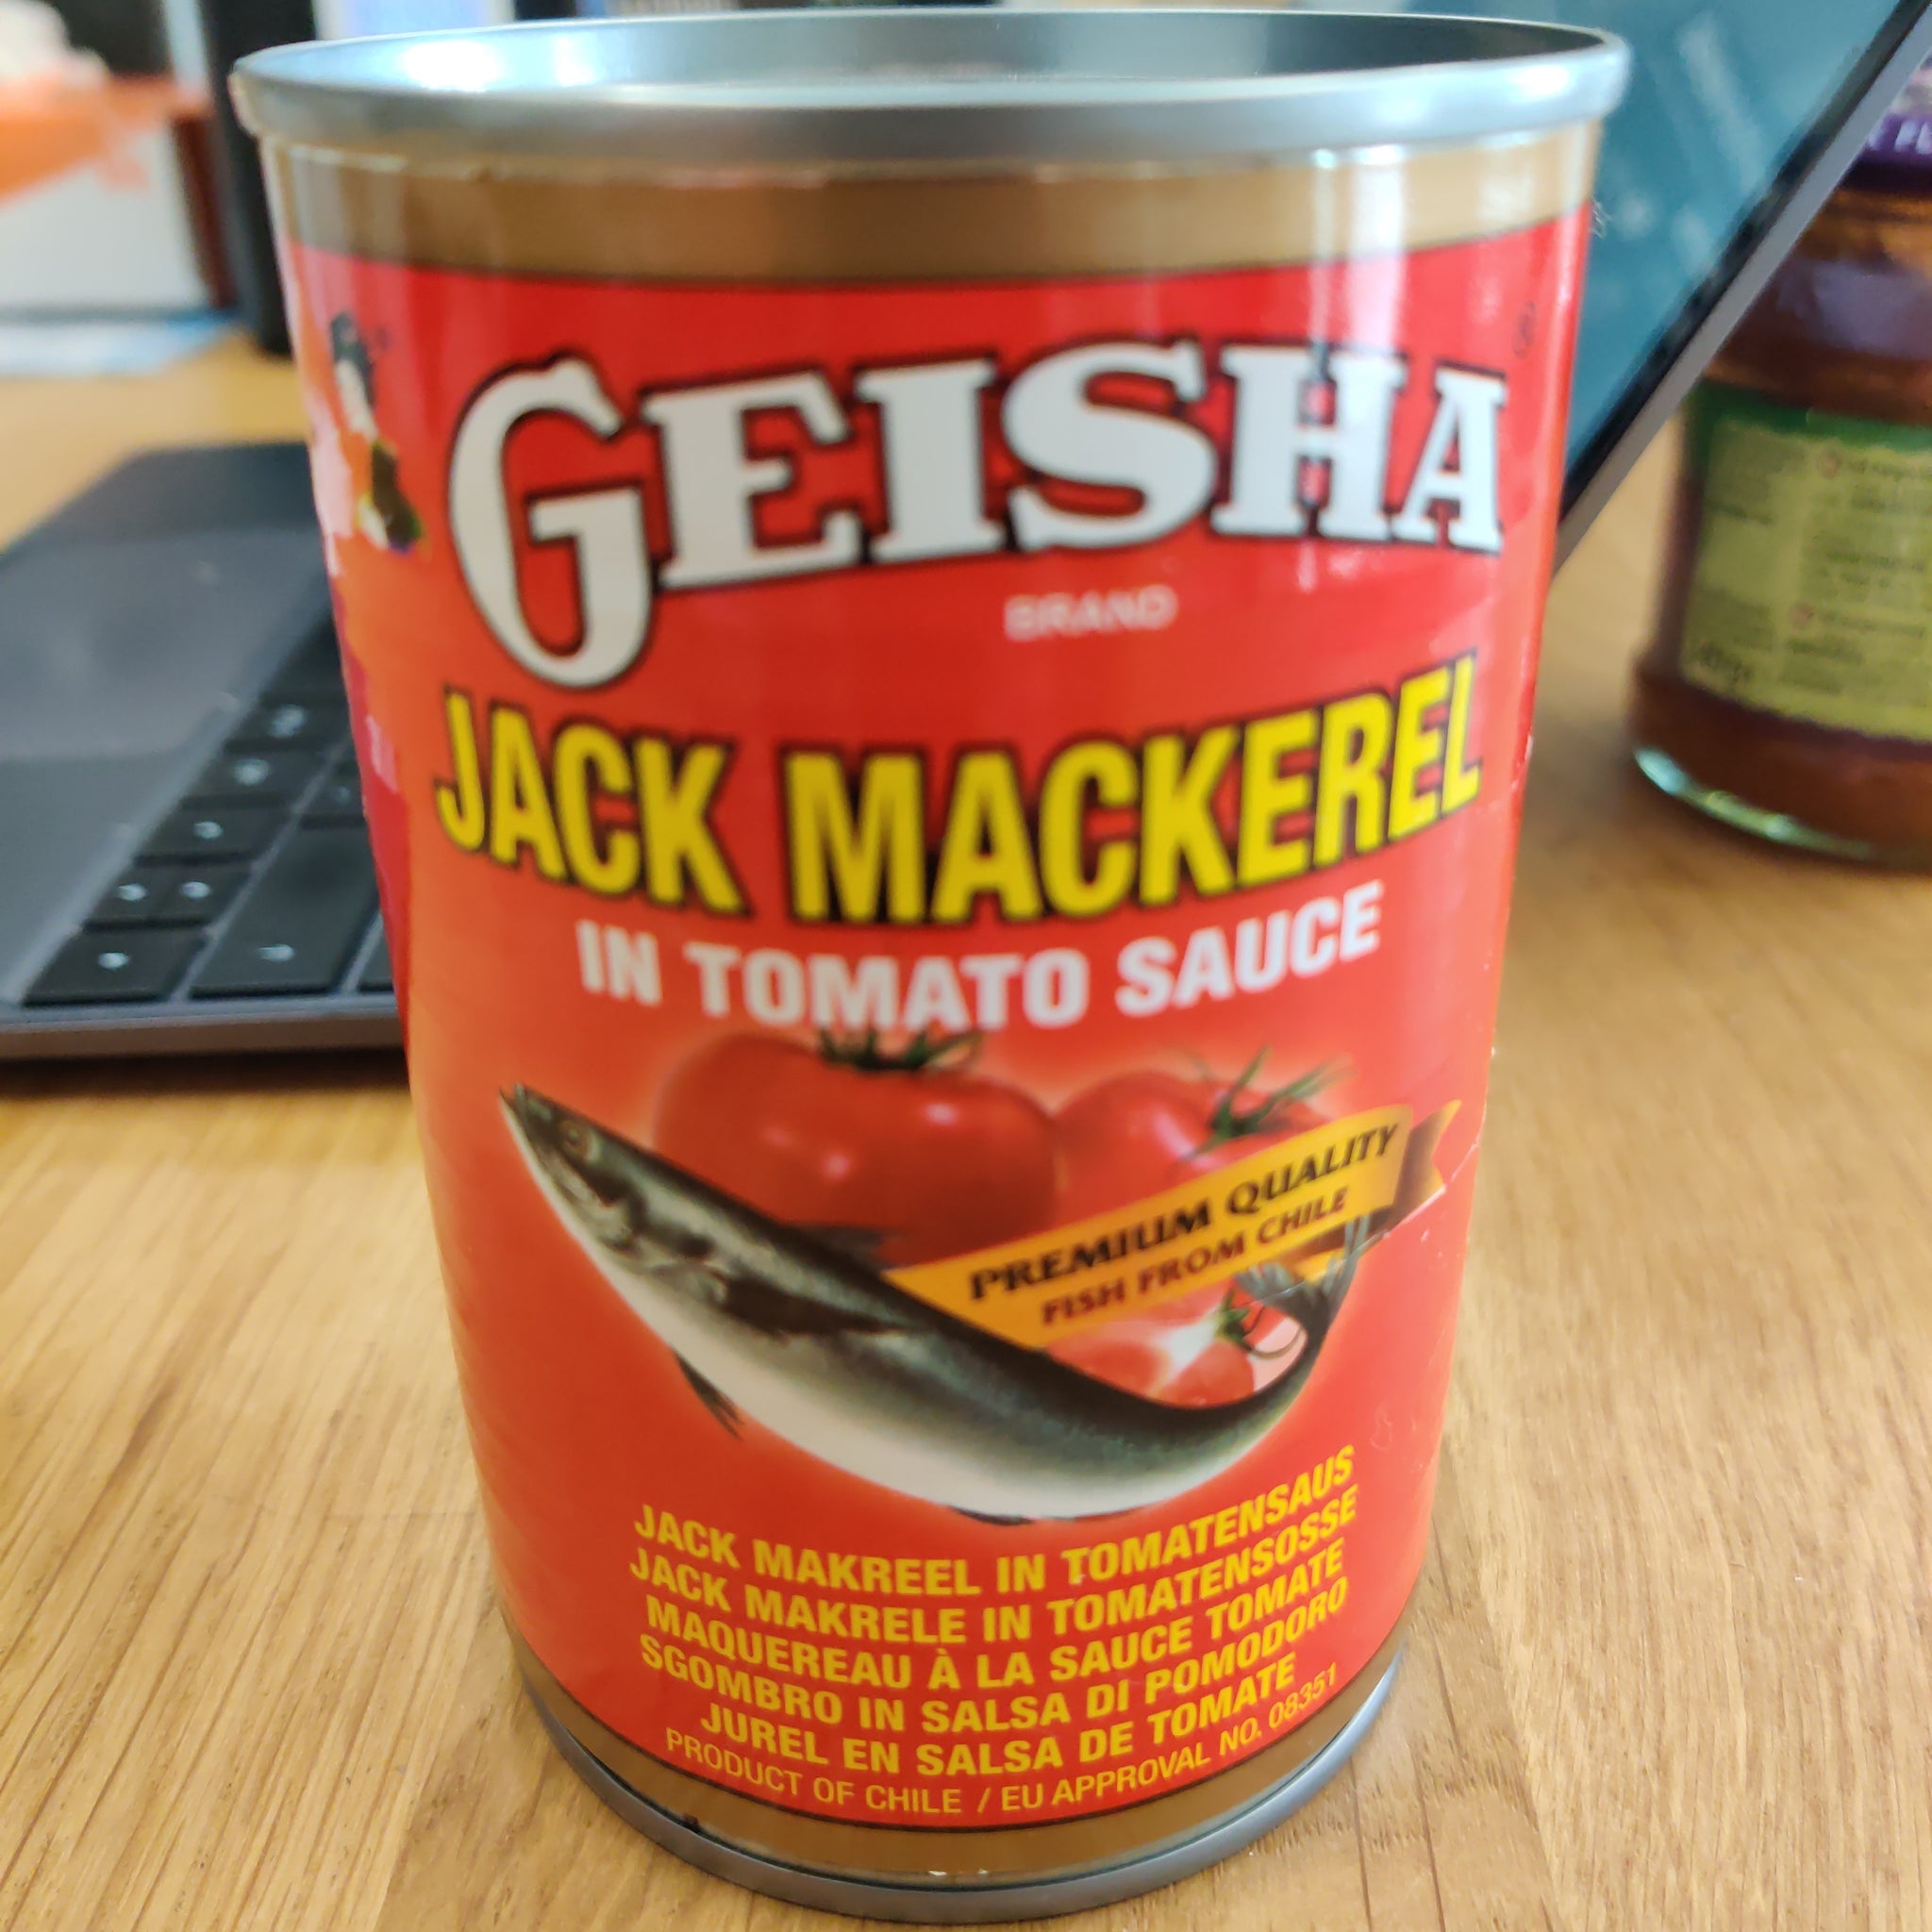 GEISHA
BRAND
JACK MACKEREL
IN TOMATO SAUCE
PREMIUM QUALITY
FISH FROM CHILE
JACK MAKREEL IN TOMATENSAUS
JACK MAKRELE IN TOMATENSOSSE
MAQUEREAU À LA SAUCE TOMATE
SGOMBRO IN SALSA DI POMODORO
JUREL EN SALSA DE TOMATE
PRODUCT OF CHILE / EU APPROVAL NO. 08351